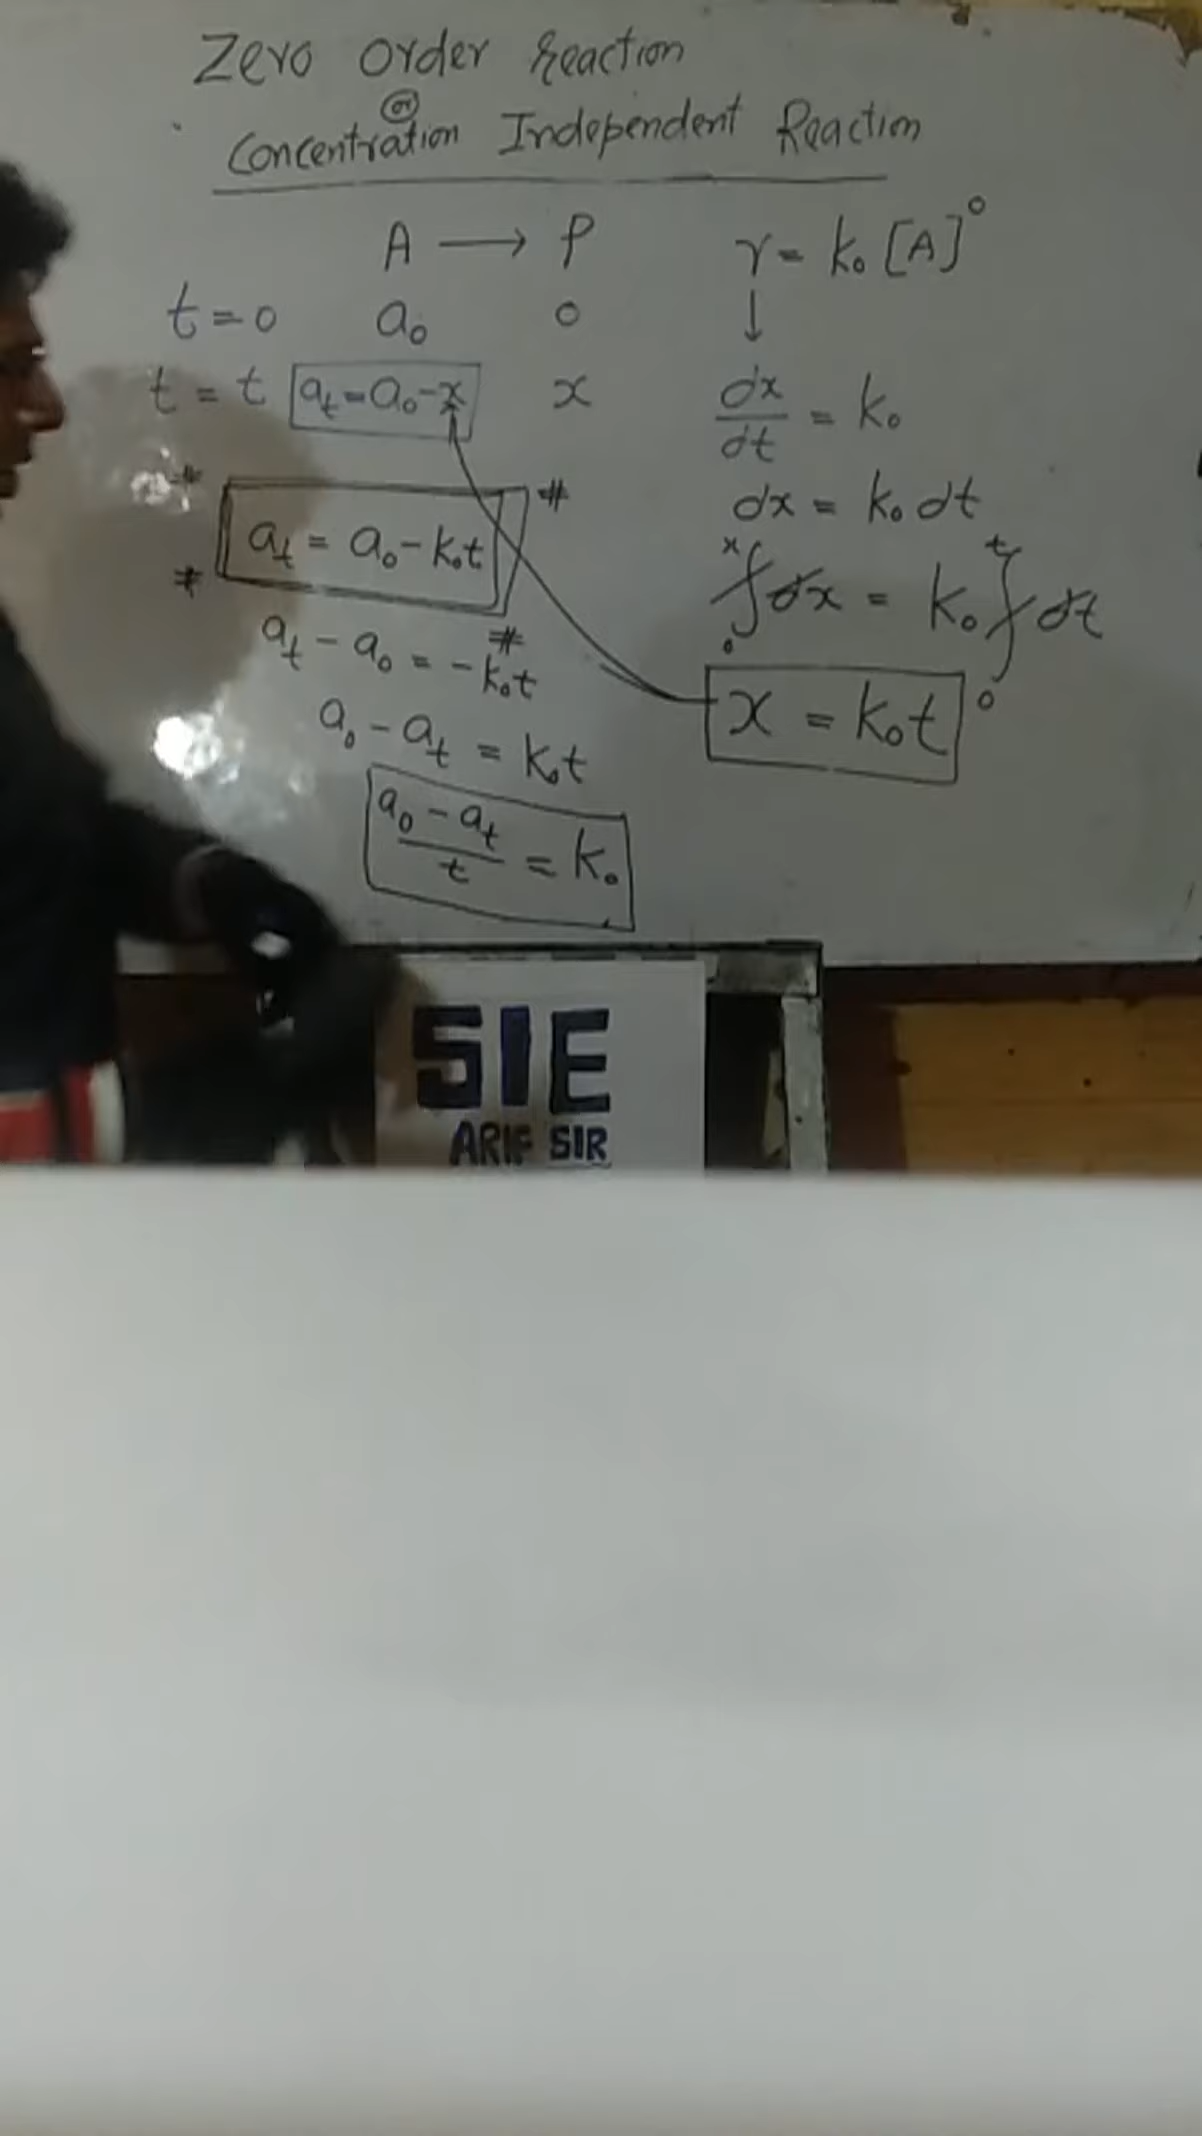 Zero Order Reaction
or
Concentration Independent Reaction
A ⟶ P
t = 0 a₀ 0
t = t aₜ = a₀ - x x
* #
aₜ = a₀ - k₀t
* #
aₜ - a₀ = - k₀t
a₀ - aₜ = k₀t
(a₀ - aₜ)/t = k₀
r = k₀ [A]⁰
↓
dx/dt = k₀
dx = k₀ dt
₀∫ˣ dx = k₀ ₀∫ᵗ dt
x = k₀t
SIE
ARIF SIR